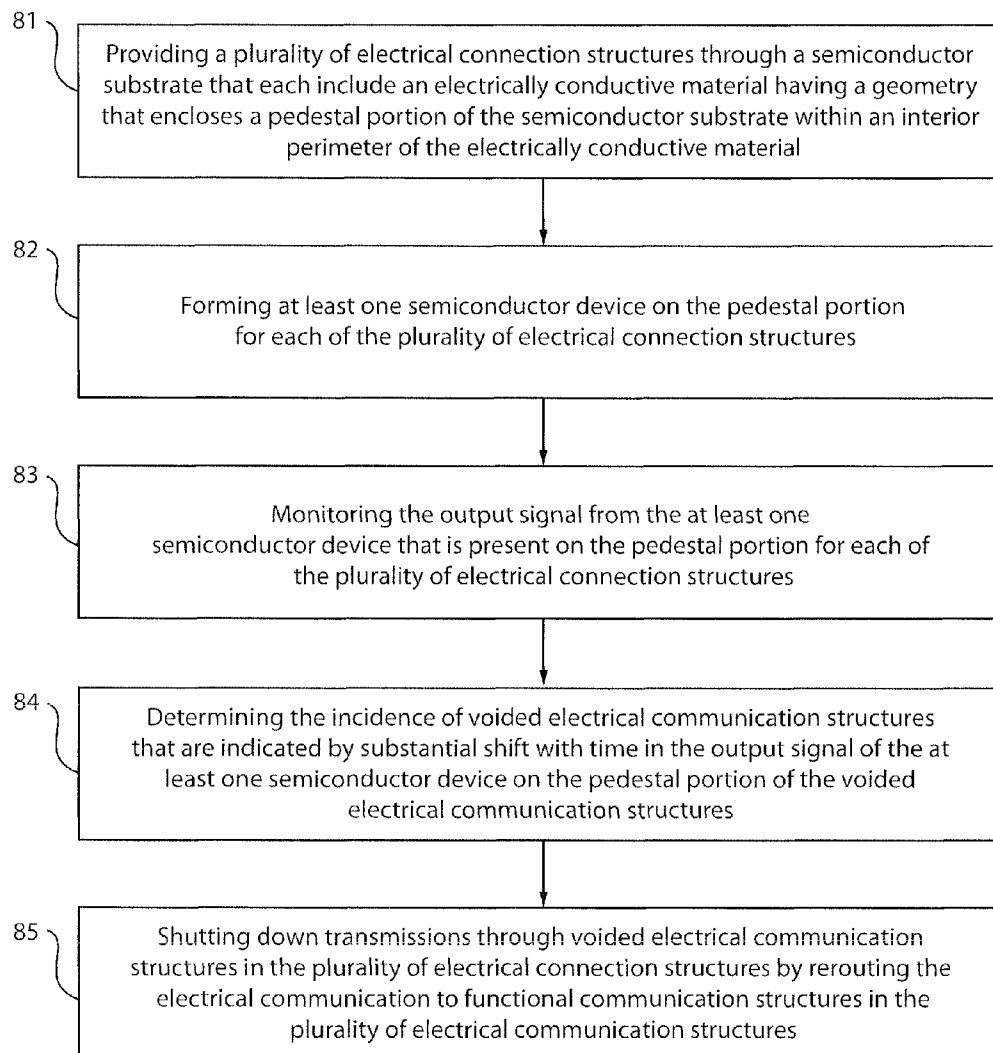 81
Providing a plurality of electrical connection structures through a semiconductor
substrate that each include an electrically conductive material having a geometry
that encloses a pedestal portion of the semiconductor substrate within an interior
perimeter of the electrically conductive material
82
Forming at least one semiconductor device on the pedestal portion
for each of the plurality of electrical connection structures
83
Monitoring the output signal from the at least one
semiconductor device that is present on the pedestal portion for each of
the plurality of electrical connection structures
84
Determining the incidence of voided electrical communication structures
that are indicated by substantial shift with time in the output signal of the at
least one semiconductor device on the pedestal portion of the voided
electrical communication structures
85
Shutting down transmissions through voided electrical communication
structures in the plurality of electrical connection structures by rerouting the
electrical communication to functional communication structures in the
plurality of electrical communication structures